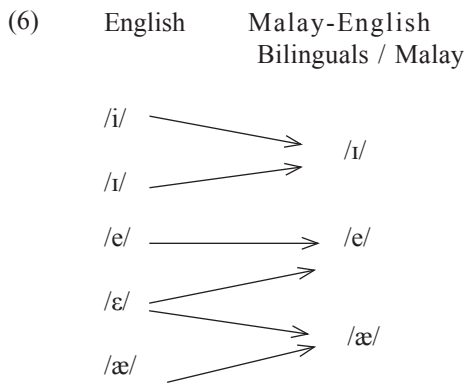 (6) English Malay-English
Bilinguals / Malay
/i/
/ɪ/
/ɪ/
/e/ /e/
/ɛ/
/æ/
/æ/